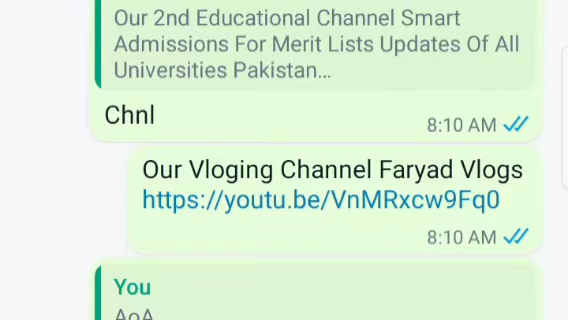 Our 2nd Educational Channel Smart
Admissions For Merit Lists Updates Of All
Universities Pakistan...
Chnl
8:10 AM
Our Vloging Channel Faryad Vlogs
https://youtu.be/VnMRxcw9Fq0
8:10 AM
You
AoA